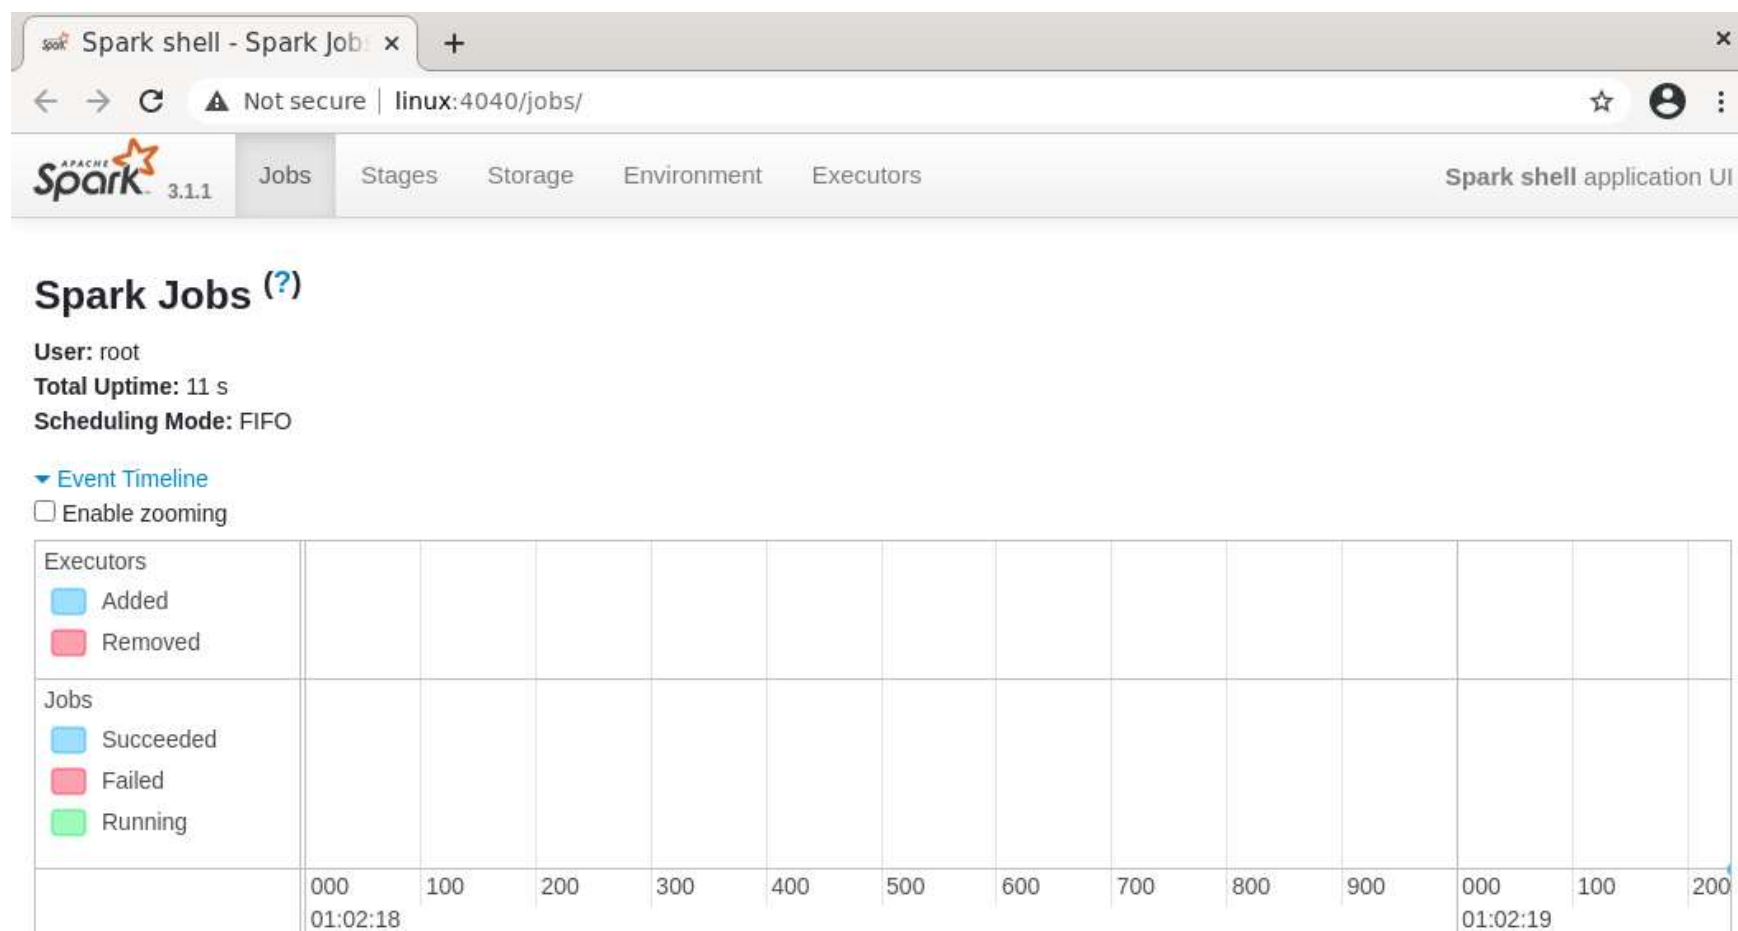 Spark shell - Spark Job
Not secure linux:4040/jobs/
APACHE Spark 3.1.1 Jobs Stages Storage Environment Executors Spark shell application UI
Spark Jobs (?)
User: root
Total Uptime: 11 s
Scheduling Mode: FIFO
Event Timeline
Enable zooming
Executors
Added
Removed
Jobs
Succeeded
Failed
Running
000 100 200 300 400 500 600 700 800 900 000 100 200
01:02:18 01:02:19